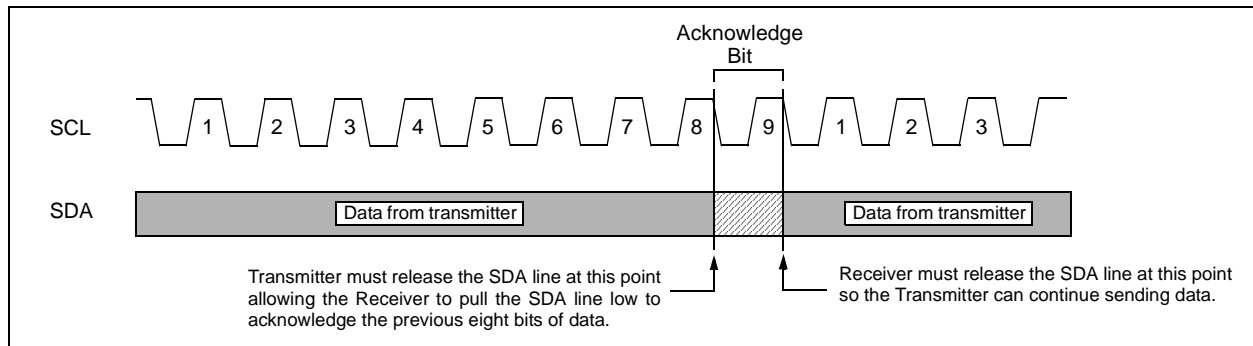 Acknowledge
Bit
SCL
1 2 3 4 5 6 7 8 9 1 2 3
SDA
Data from transmitter
Data from transmitter
Transmitter must release the SDA line at this point
allowing the Receiver to pull the SDA line low to
acknowledge the previous eight bits of data.
Receiver must release the SDA line at this point
so the Transmitter can continue sending data.